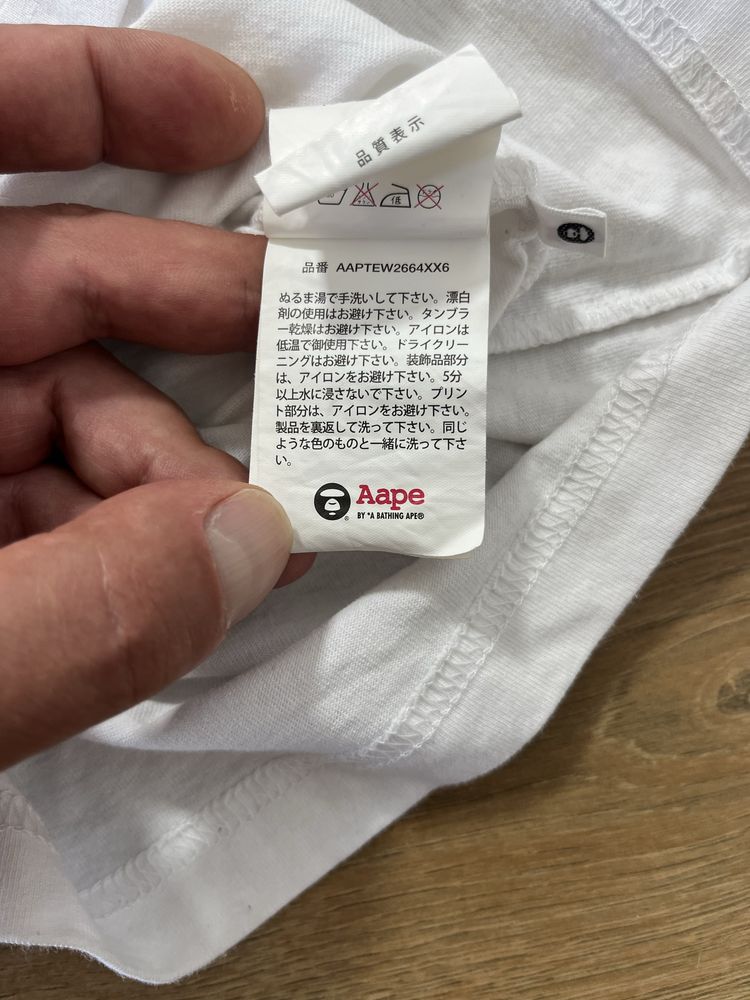 品質表示
低
品番 AAPTEW2664XX6
ぬるま湯で手洗いして下さい。漂白
剤の使用はお避け下さい。タンブラ
ー乾燥はお避け下さい。アイロンは
低温で御使用下さい。ドライクリー
ニングはお避け下さい。装飾品部分
は、アイロンをお避け下さい。5分
以上水に浸さないで下さい。プリン
ト部分は、アイロンをお避け下さい。
製品を裏返して洗って下さい。同じ
ような色のものと一緒に洗って下さ
い。
Aape
BY *A BATHING APE®